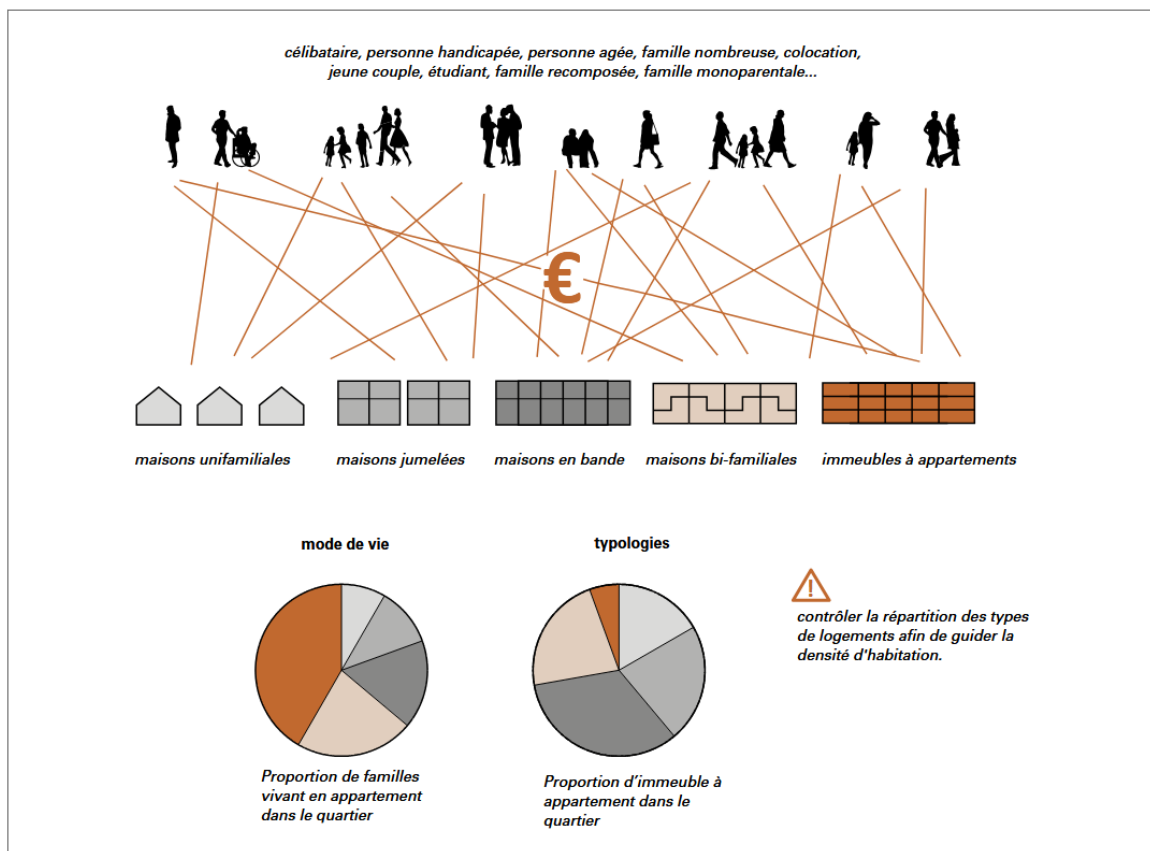 célibataire, personne handicapée, personne agée, famille nombreuse, colocation,
jeune couple, étudiant, famille recomposée, famille monoparentale...
€
maisons unifamiliales
maisons jumelées
maisons en bande
maisons bi-familiales
immeubles à appartements
mode de vie
typologies
!
contrôler la répartition des types
de logements afin de guider la
densité d'habitation.
Proportion de familles
vivant en appartement
dans le quartier
Proportion d’immeuble à
appartement dans le
quartier